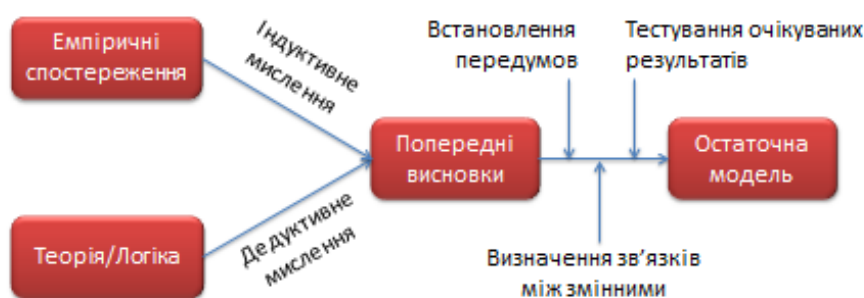 Емпіричні
спостереження
Індуктивне
мислення
Встановлення
передумов
Тестування очікуваних
результатів
Попередні
висновки
Остаточна
модель
Теорія/Логіка
Дедуктивне
мислення
Визначення зв’язків
між змінними